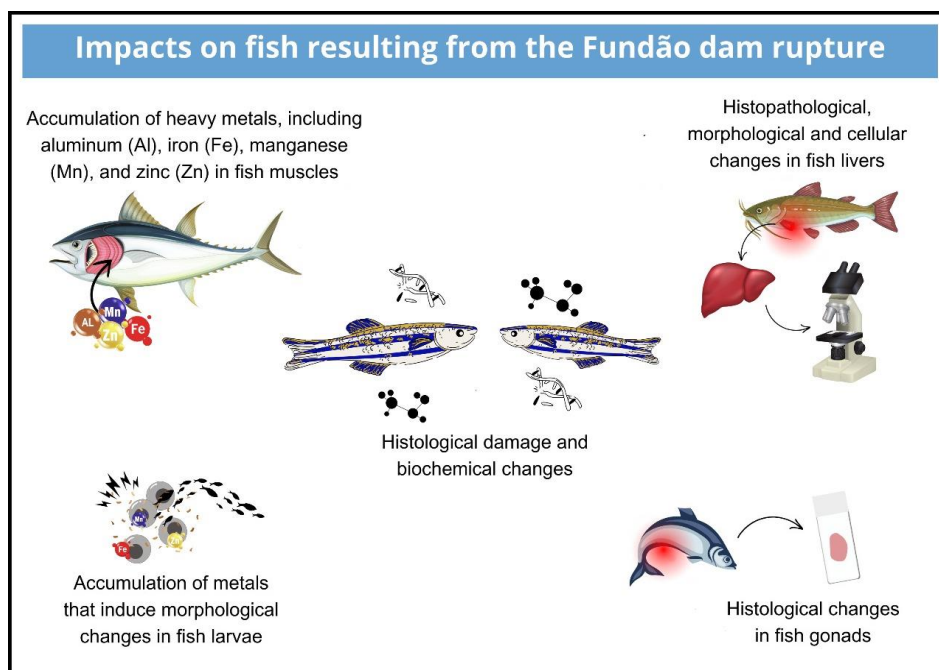 Impacts on fish resulting from the Fundão dam rupture
Accumulation of heavy metals, including
aluminum (Al), iron (Fe), manganese
(Mn), and zinc (Zn) in fish muscles
AL
Mn
Zn
Fe
Histopathological,
morphological and cellular
changes in fish livers
Histological damage and
biochemical changes
Mn
Fe
Zn
Accumulation of metals
that induce morphological
changes in fish larvae
Histological changes
in fish gonads